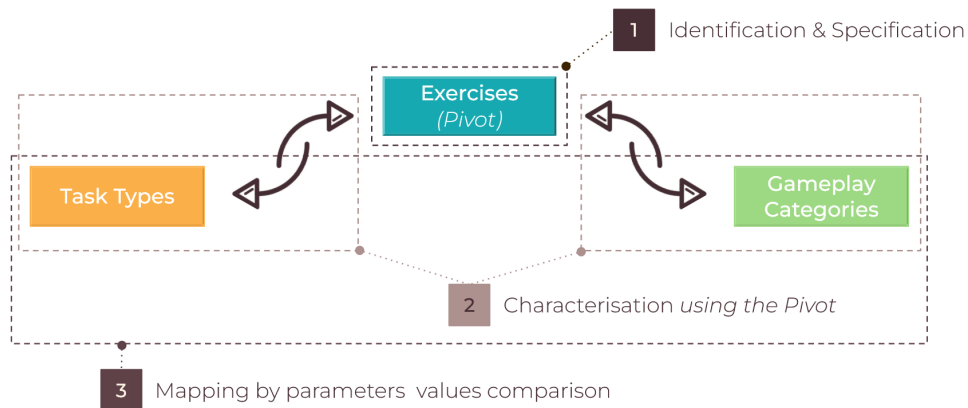 1 Identification & Specification
Exercises
(Pivot)
Task Types
Gameplay
Categories
2 Characterisation using the Pivot
3 Mapping by parameters values comparison